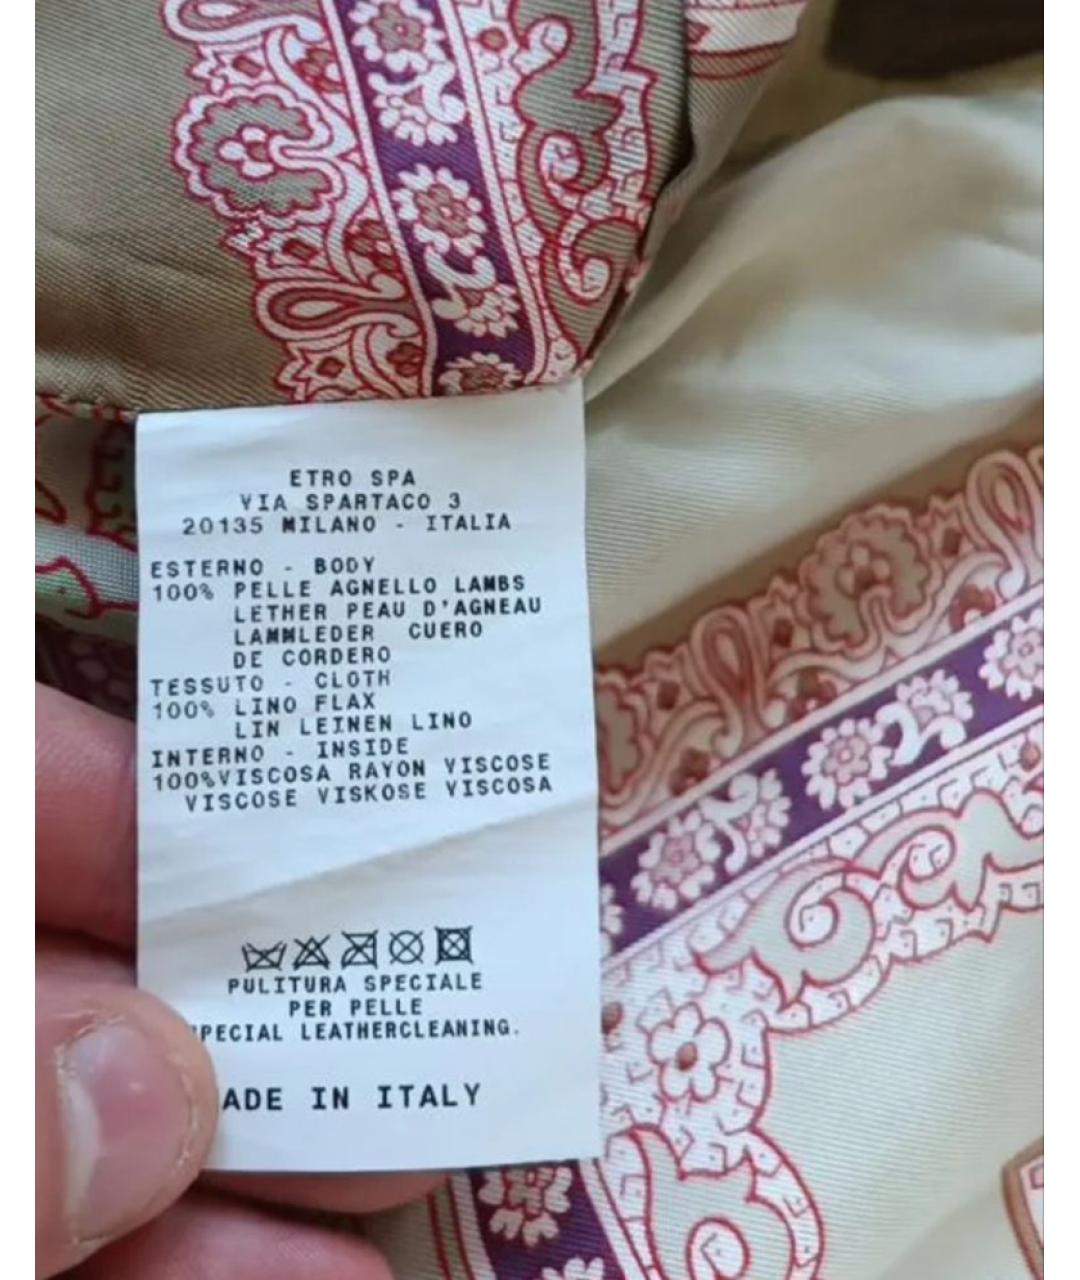 ETRO SPA
VIA SPARTACO 3
20135 MILANO - ITALIA
ESTERNO - BODY
100% PELLE AGNELLO LAMBS
LETHER PEAU D'AGNEAU
LAMMLEDER CUERO
DE CORDERO
TESSUTO - CLOTH
100% LINO FLAX
LIN LEINEN LINO
INTERNO - INSIDE
100%VISCOSA RAYON VISCOSE
VISCOSE VISKOSE VISCOSA
PULITURA SPECIALE
PER PELLE
PECIAL LEATHERCLEANING.
ADE IN ITALY